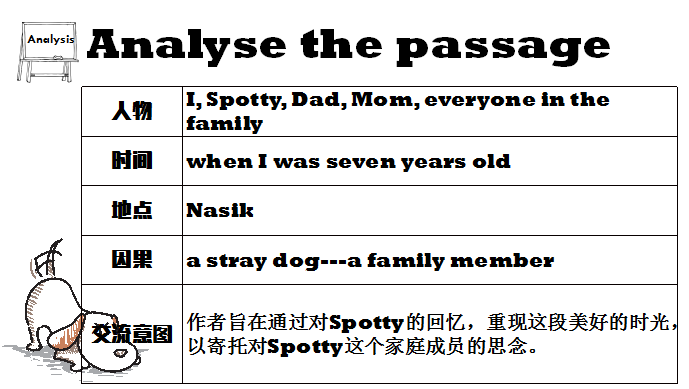 Analysis
Analyse the passage
人物
I, Spotty, Dad, Mom, everyone in the
family
时间
when I was seven years old
地点
Nasik
因果
a stray dog---a family member
交流意图
作者旨在通过对Spotty的回忆，重现这段美好的时光，
以寄托对Spotty这个家庭成员的思念。